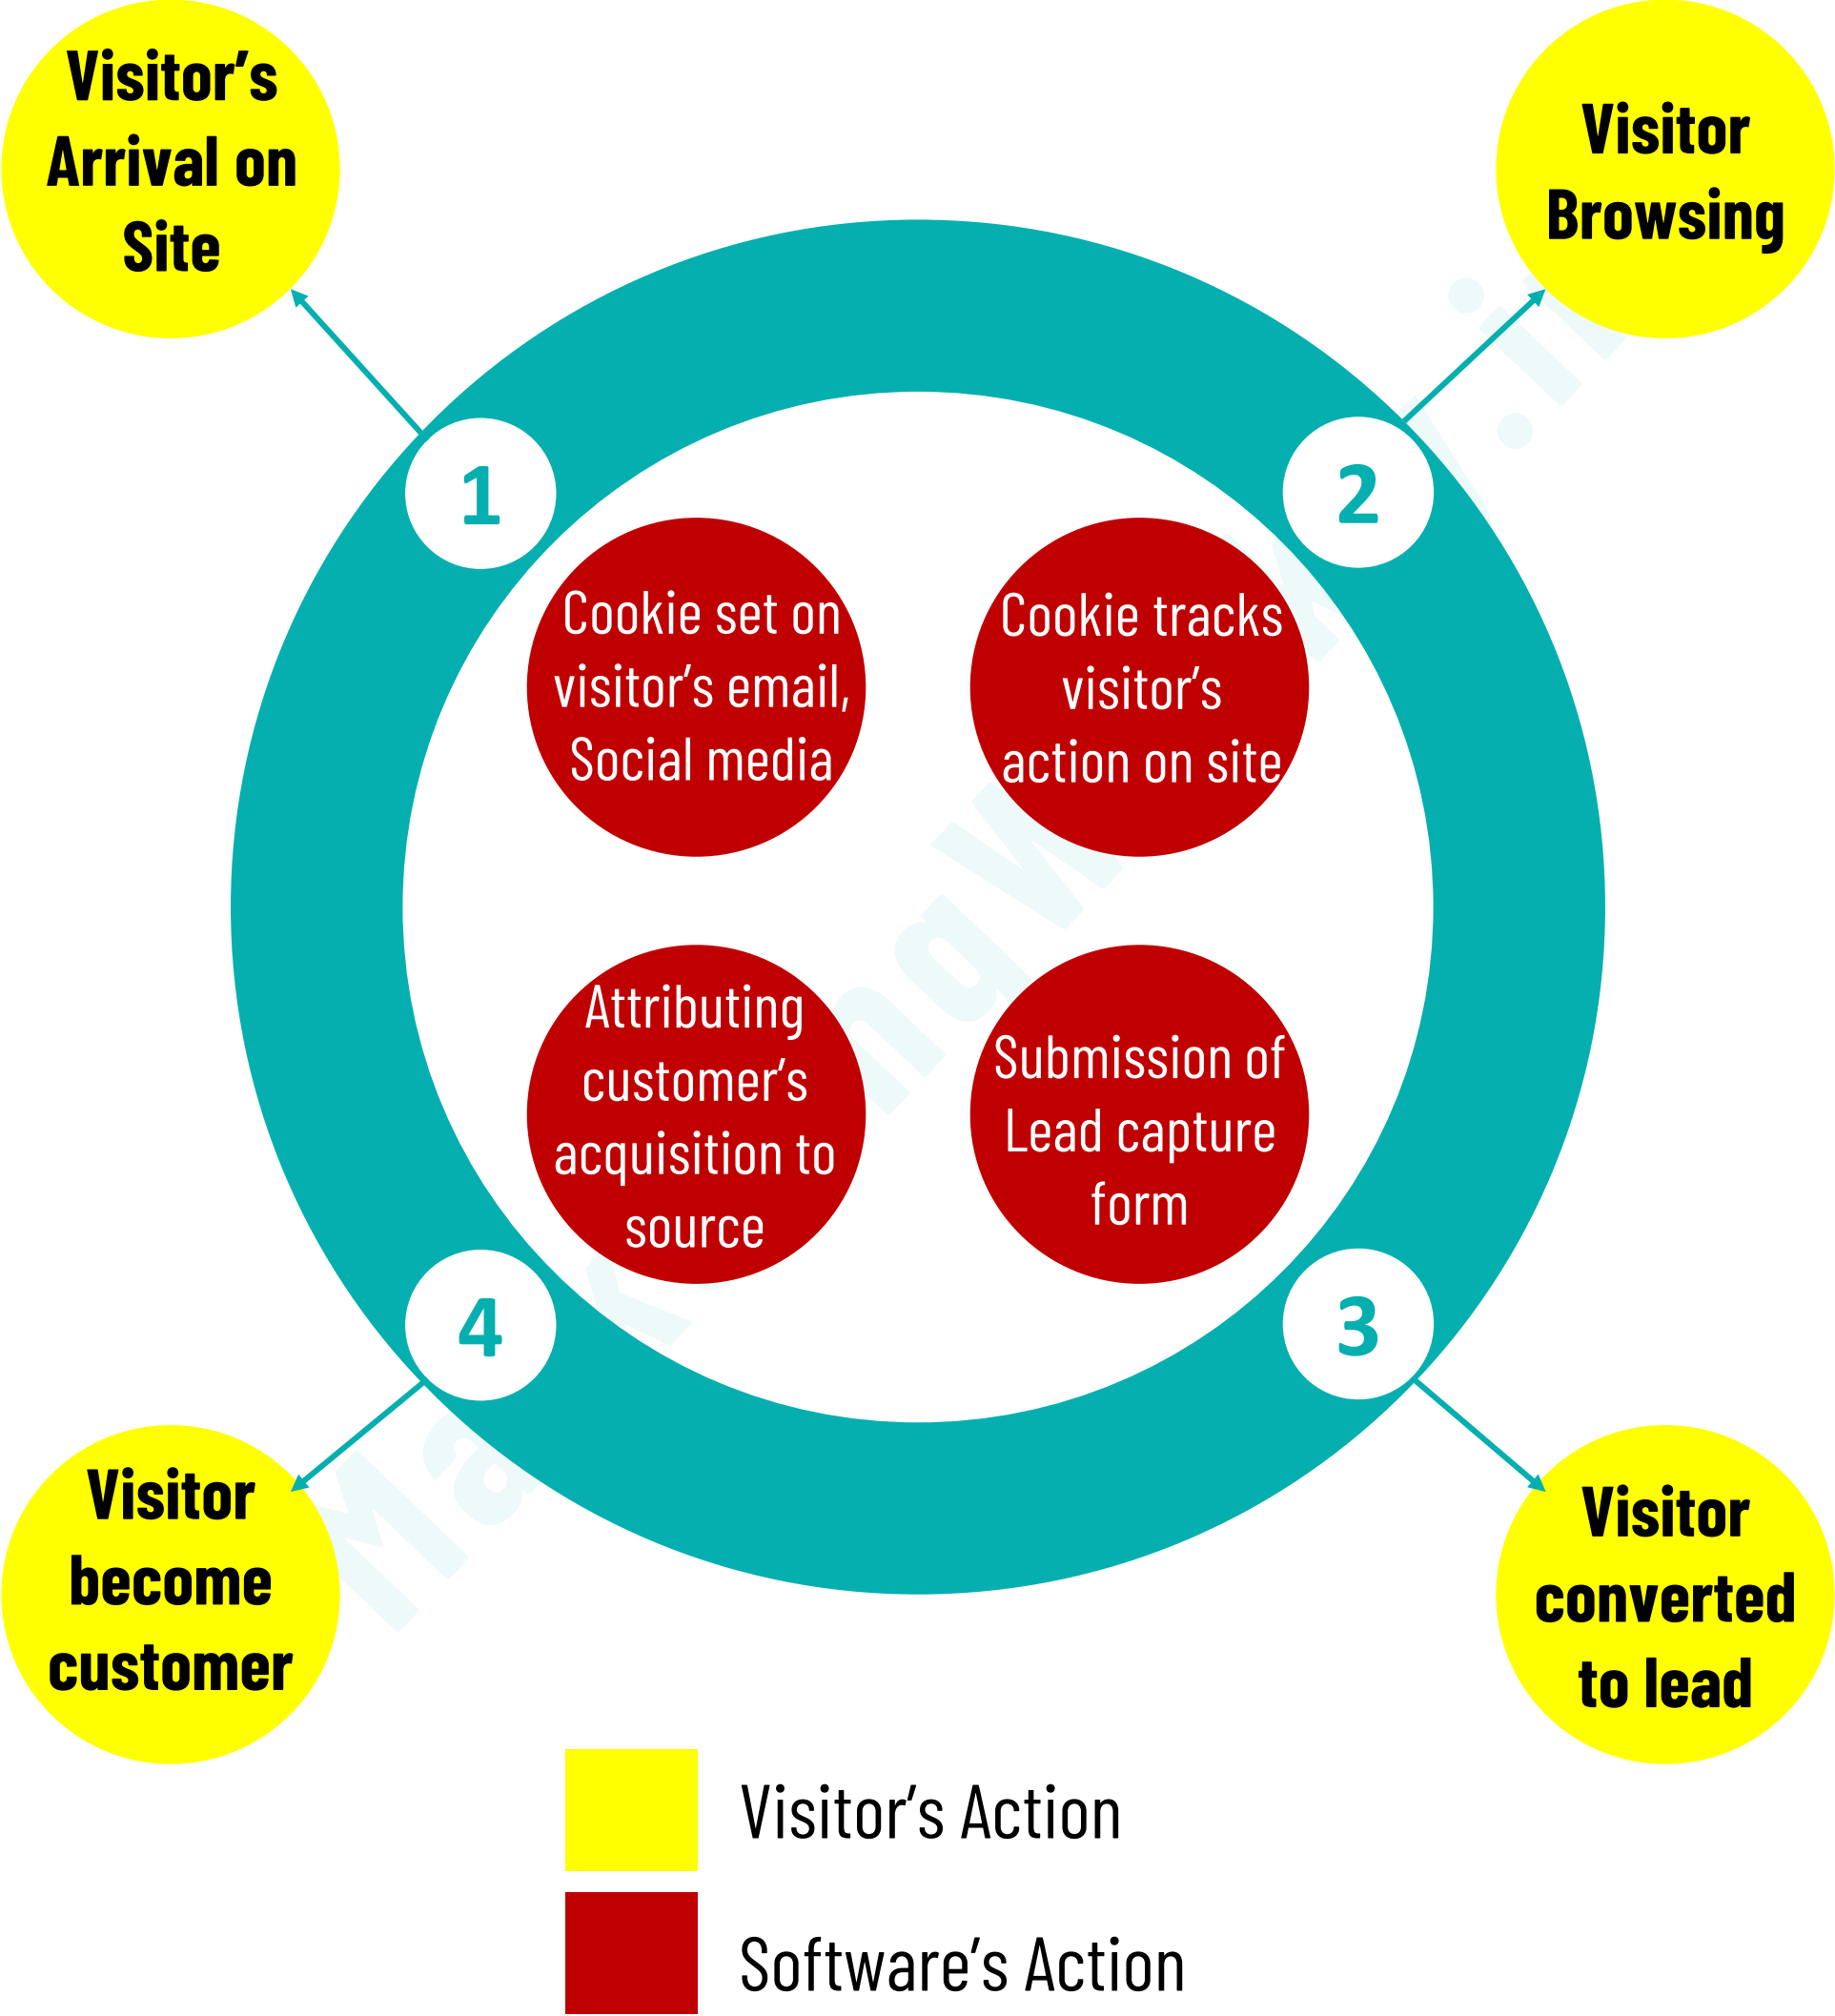 Visitor’s
Arrival on
Site
Visitor
Browsing
1
2
Cookie set on
visitor’s email,
Social media
Cookie tracks
visitor’s
action on site
Attributing
customer’s
acquisition to
source
Submission of
Lead capture
form
4
3
Visitor
become
customer
Visitor
converted
to lead
Visitor’s Action
Software’s Action